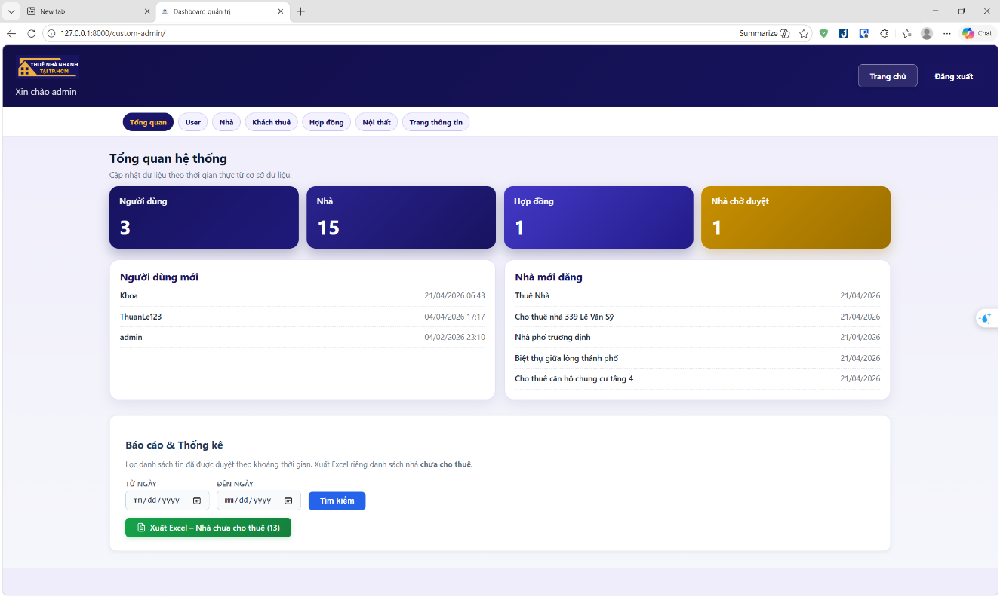 New tab
Dashboard quản trị
127.0.0.1:8000/custom-admin/
Summarize
Chat
THUÊ NHÀ NHANH
TẠI TP.HCM
Xin chào admin
Trang chủ
Đăng xuất
Tổng quan
User
Nhà
Khách thuê
Hợp đồng
Nội thất
Trang thông tin
Tổng quan hệ thống
Cập nhật dữ liệu theo thời gian thực từ cơ sở dữ liệu.
Người dùng
3
Nhà
15
Hợp đồng
1
Nhà chờ duyệt
1
Người dùng mới
Khoa 21/04/2026 06:43
ThuanLe123 04/04/2026 17:17
admin 04/02/2026 23:10
Nhà mới đăng
Thuê Nhà 21/04/2026
Cho thuê nhà 339 Lê Văn Sỹ 21/04/2026
Nhà phố trương định 21/04/2026
Biệt thự giữa lòng thánh phố 21/04/2026
Cho thuê căn hộ chung cư tầng 4 21/04/2026
Báo cáo & Thống kê
Lọc danh sách tin đã được duyệt theo khoảng thời gian. Xuất Excel riêng danh sách nhà chưa cho thuê.
TỪ NGÀY
ĐẾN NGÀY
mm/dd/yyyy
mm/dd/yyyy
Tìm kiếm
Xuất Excel – Nhà chưa cho thuê (13)